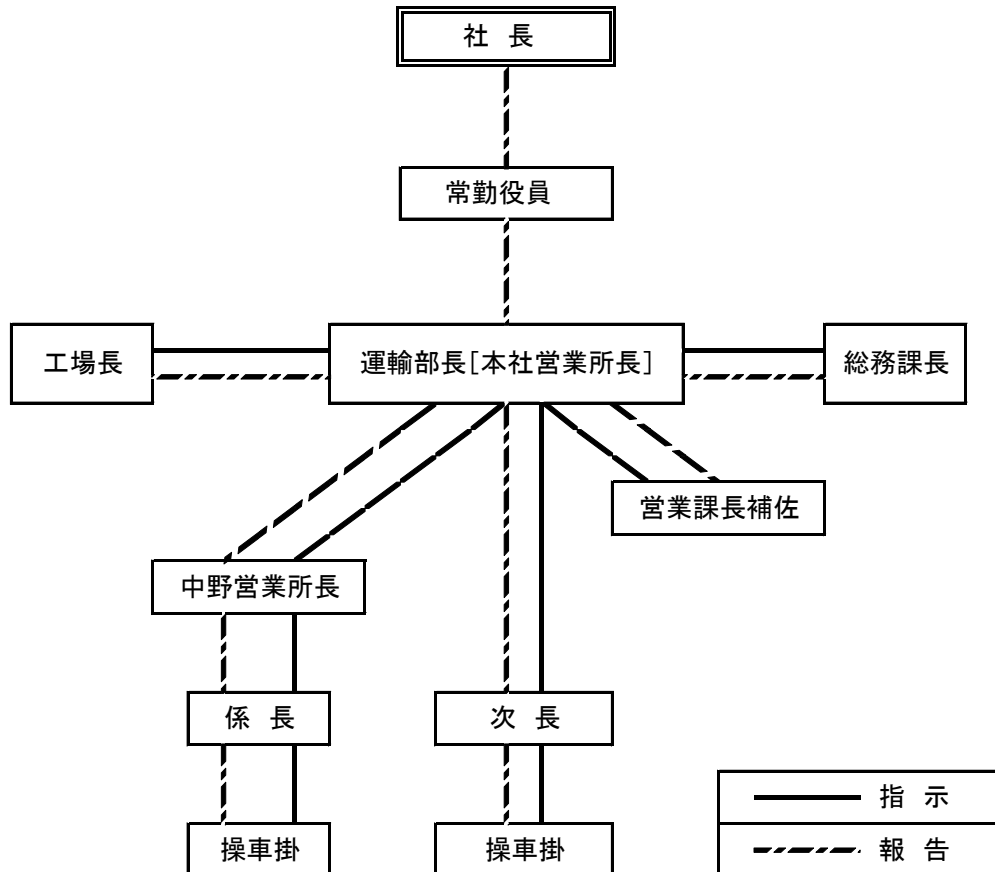 社 長
常勤役員
工場長
運輸部長[本社営業所長]
総務課長
営業課長補佐
中野営業所長
係 長
次 長
操車掛
操車掛
指 示
報 告